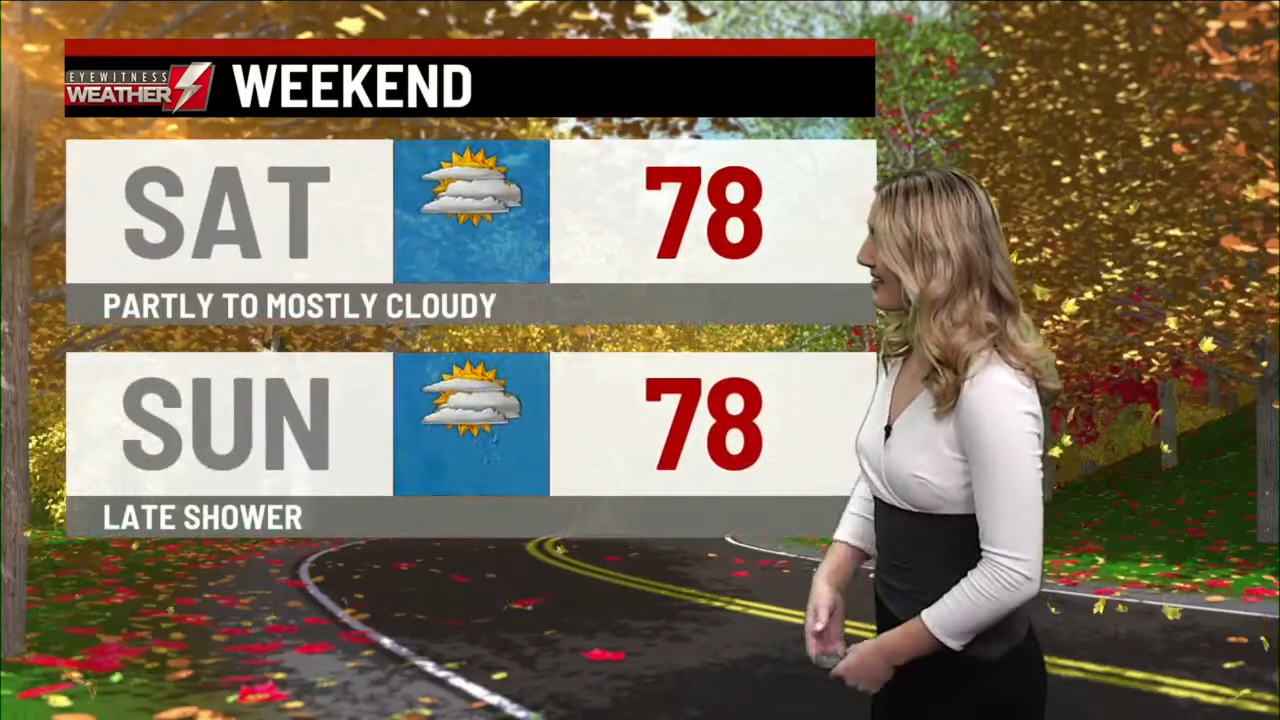 EYEWITNESS
WEATHER
WEEKEND
SAT
78
PARTLY TO MOSTLY CLOUDY
SUN
78
LATE SHOWER